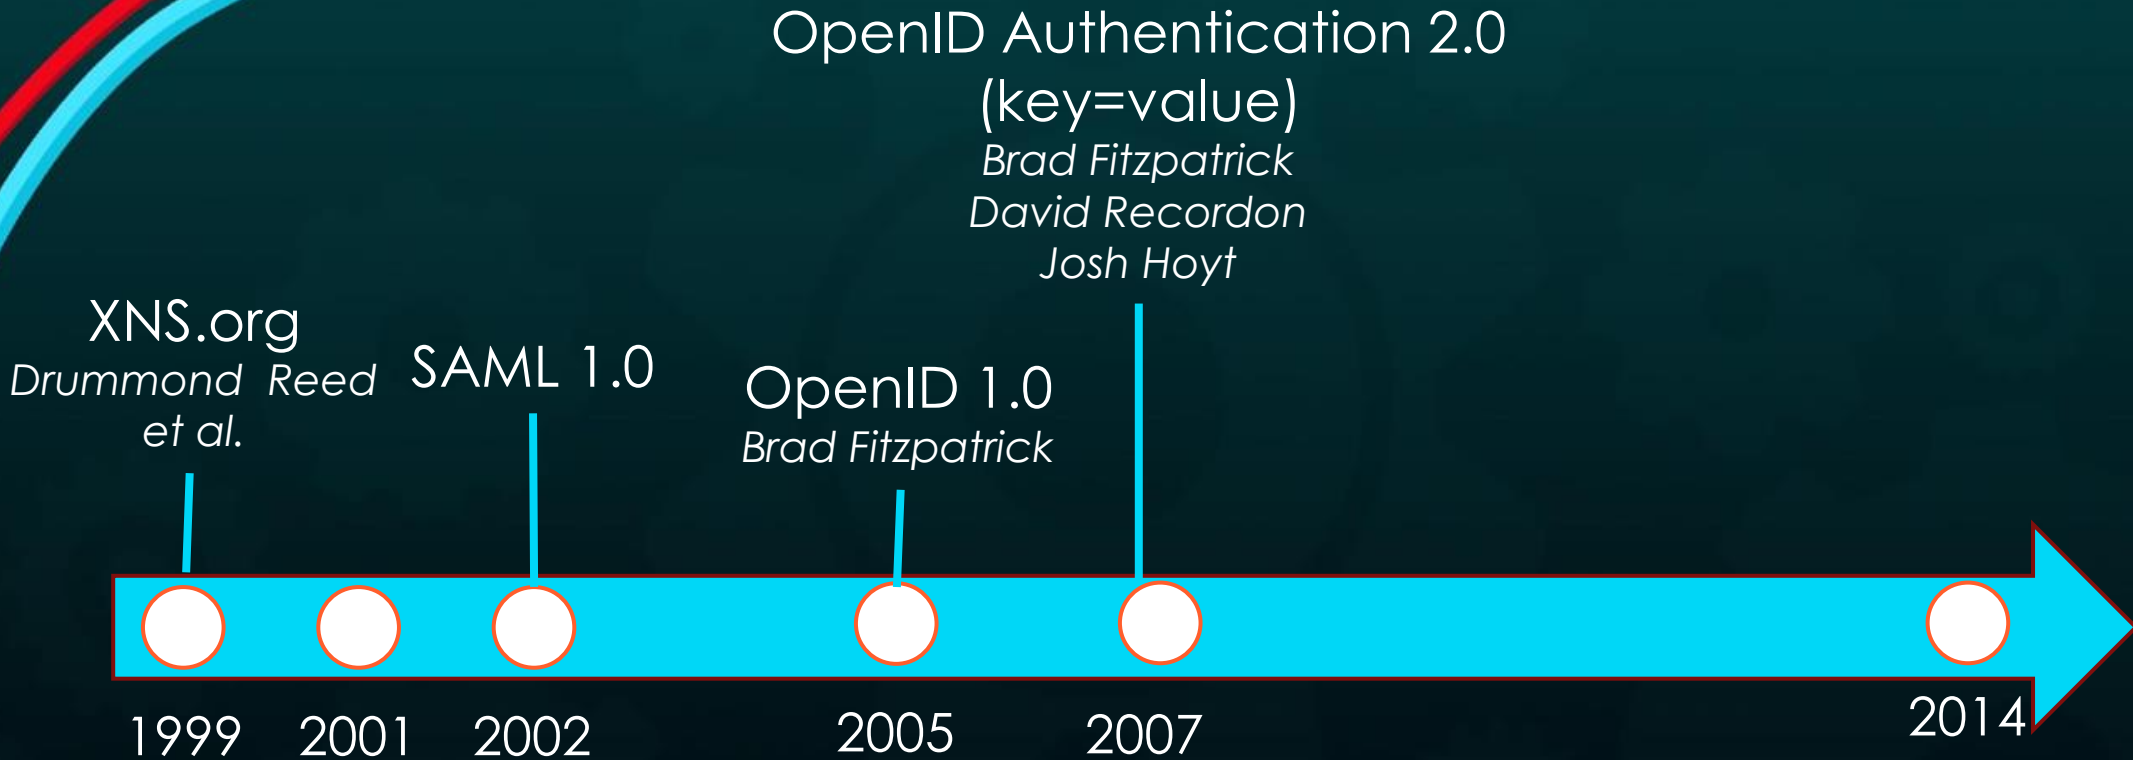 OpenID Authentication 2.0
(key=value)
Brad Fitzpatrick
David Recordon
Josh Hoyt
XNS.org
Drummond Reed
et al.
SAML 1.0
OpenID 1.0
Brad Fitzpatrick
1999
2001
2002
2005
2007
2014